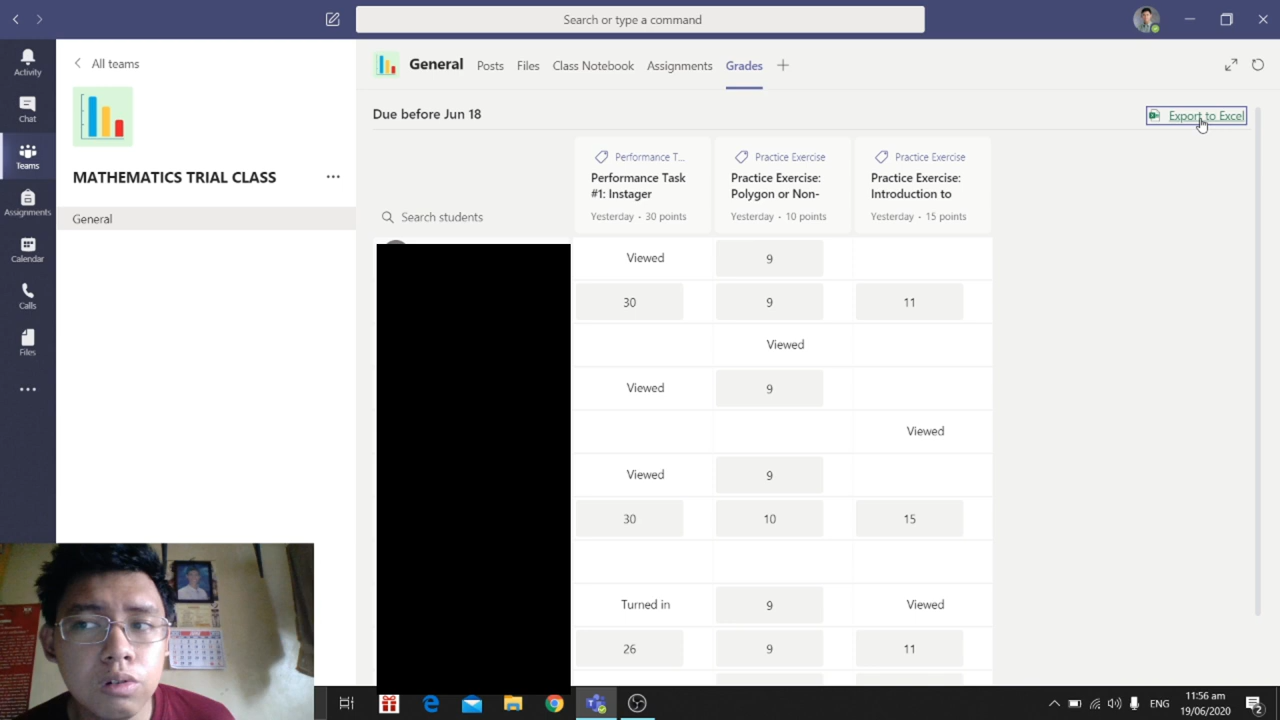 Search or type a command
Activity
Chat
Teams
Assignments
Calendar
Calls
Files
All teams
MATHEMATICS TRIAL CLASS
General
General
Posts
Files
Class Notebook
Assignments
Grades
Due before Jun 18
Export to Excel
Search students
Performance T...
Performance Task
#1: Instager
Yesterday • 30 points
Practice Exercise
Practice Exercise:
Polygon or Non-
Yesterday • 10 points
Practice Exercise
Practice Exercise:
Introduction to
Yesterday • 15 points
Viewed 9
30 9 11
Viewed
Viewed 9
Viewed
Viewed 9
30 10 15
Turned in 9 Viewed
26 9 11
ENG
11:56 am
19/06/2020
2